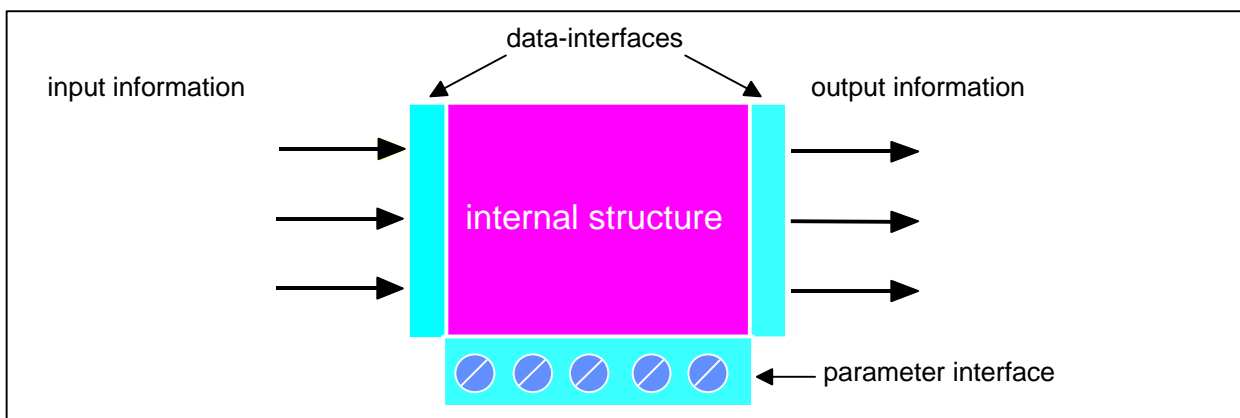 data-interfaces
input information
output information
internal structure
parameter interface